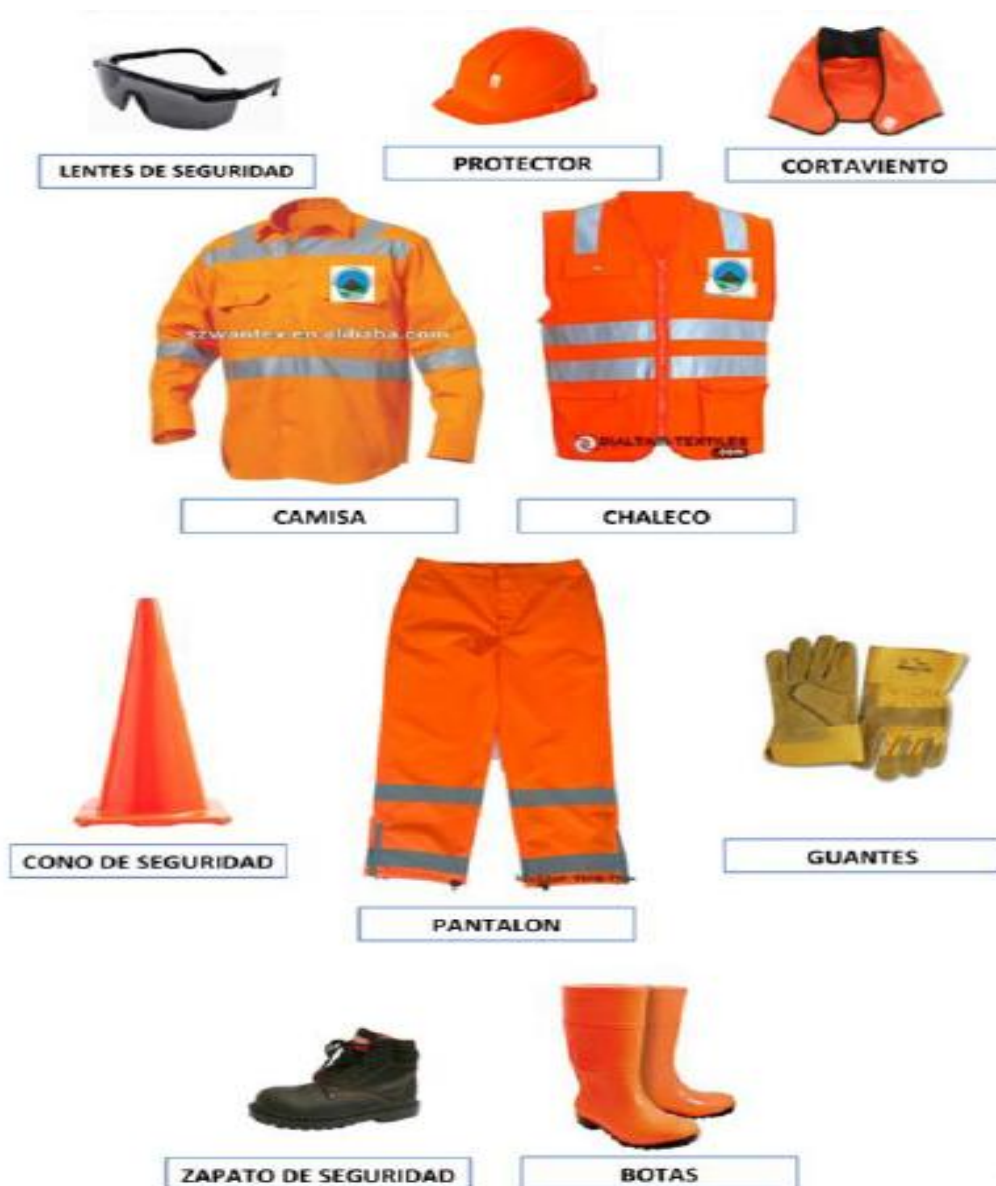 LENTES DE SEGURIDAD
PROTECTOR
CORTAVIENTO
szwantex.en.alibaba.com
CAMISA
CHALECO
CONO DE SEGURIDAD
GUANTES
PANTALON
ZAPATO DE SEGURIDAD
BOTAS